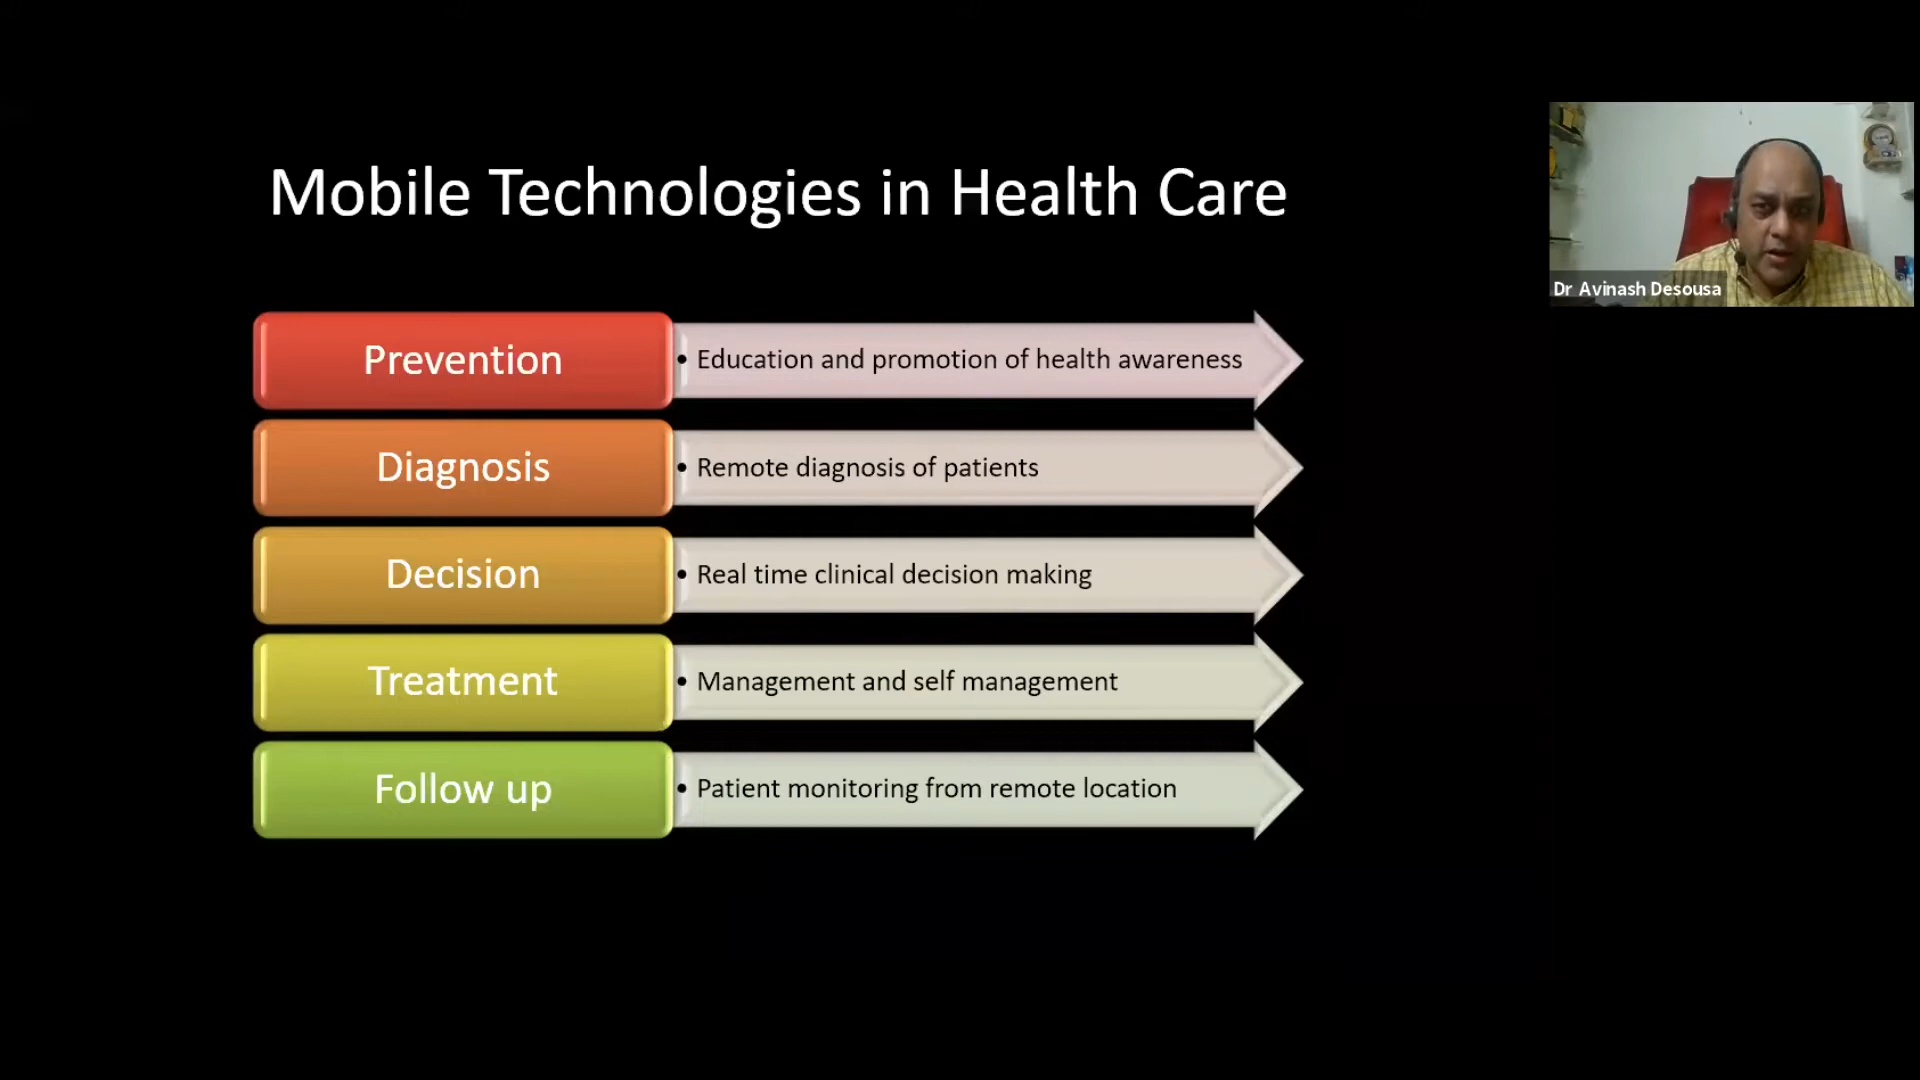 Mobile Technologies in Health Care
Dr Avinash Desousa
Prevention
• Education and promotion of health awareness
Diagnosis
• Remote diagnosis of patients
Decision
• Real time clinical decision making
Treatment
• Management and self management
Follow up
• Patient monitoring from remote location